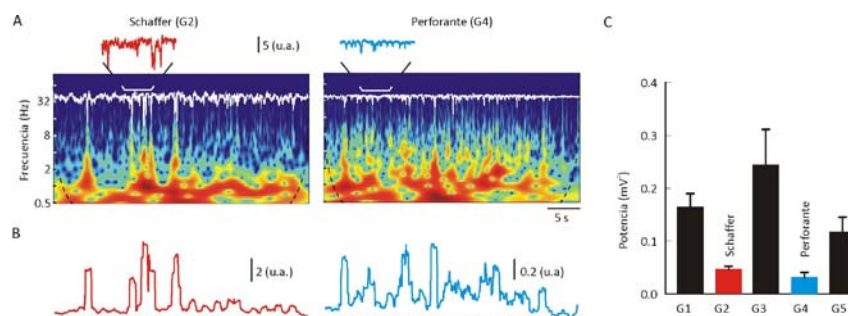 A
Schaffer (G2)
5 (u.a.)
Perforante (G4)
Frecuencia (Hz)
32
8
2
0.5
5 s
B
2 (u.a.)
0.2 (u.a)
C
Potencia (mV²)
0.4
0.3
0.2
0.1
0.0
Schaffer
Perforante
G1 G2 G3 G4 G5